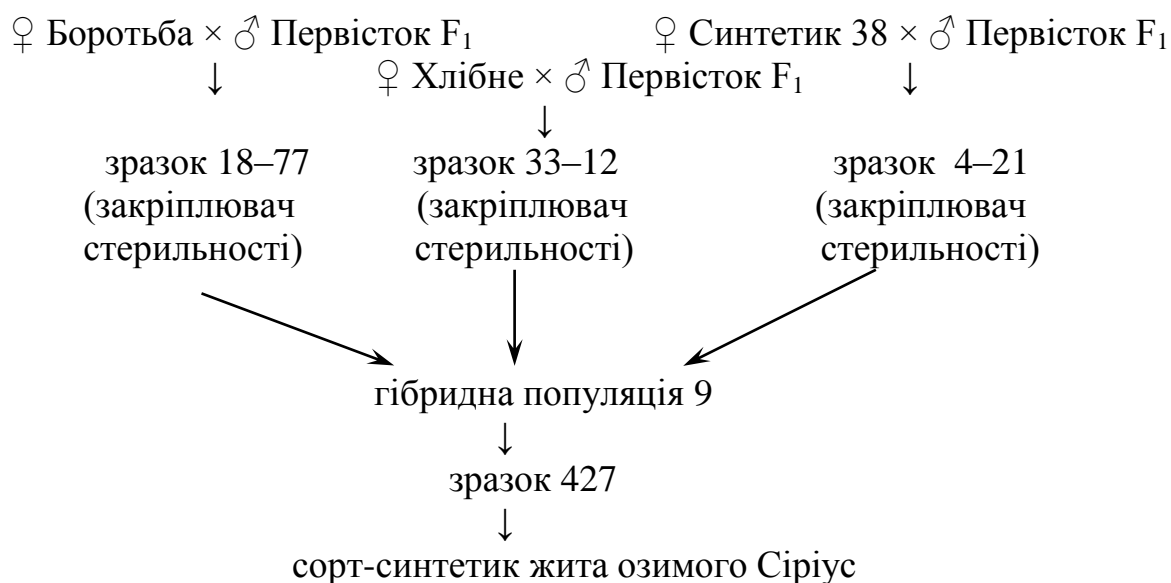 ♀ Боротьба × ♂ Первісток F₁ ♀ Синтетик 38 × ♂ Первісток F₁
↓ ♀ Хлібне × ♂ Первісток F₁ ↓
↓
зразок 18–77 зразок 33–12 зразок 4–21
(закріплювач (закріплювач (закріплювач
стерильності) стерильності) стерильності)
гібридна популяція 9
↓
зразок 427
↓
сорт-синтетик жита озимого Сіріус